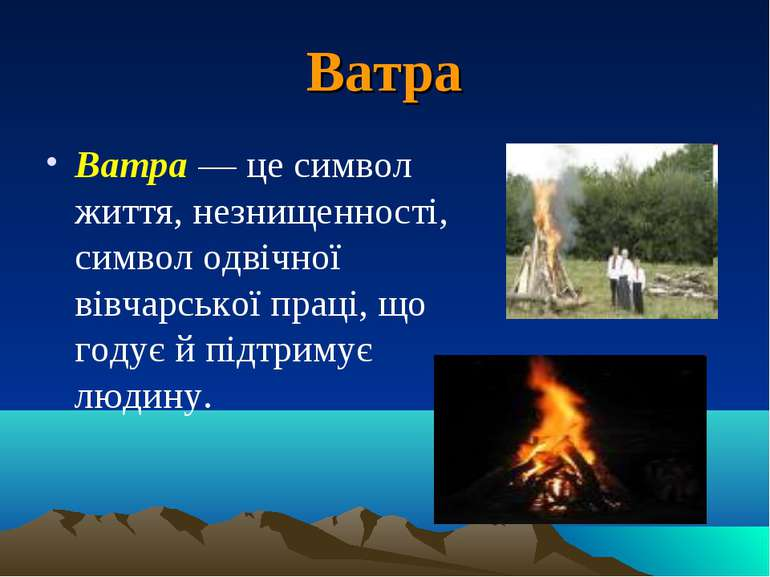 Ватра
• Ватра — це символ
життя, незнищенності,
символ одвічної
вівчарської праці, що
годує й підтримує
людину.